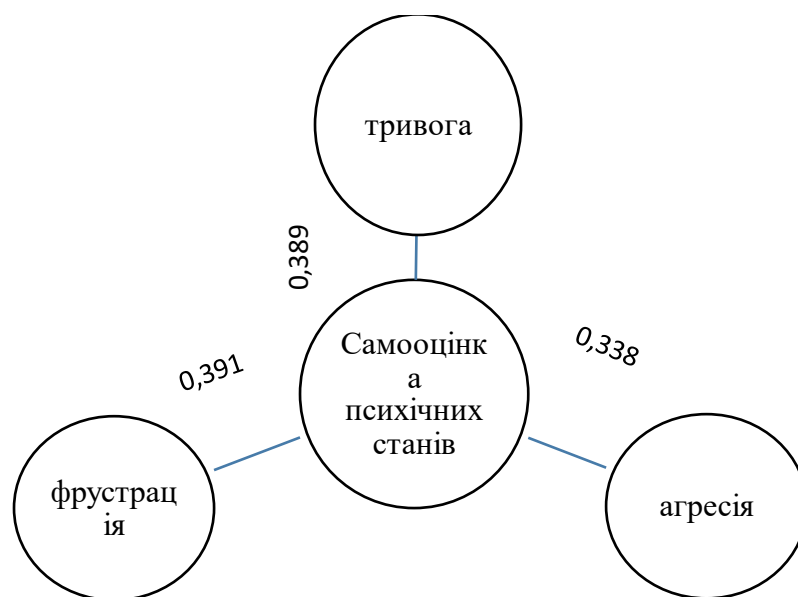 тривога
0,389
Самооцінк
а
психічних
станів
0,338
0,391
фрустрац
ія
агресія